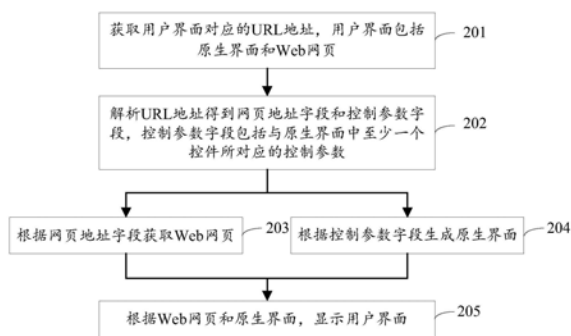 获取用户界面对应的URL地址，用户界面包括
原生界面和Web网页
201
解析URL地址得到网页地址字段和控制参数字
段，控制参数字段包括与原生界面中至少一个
控件所对应的控制参数
202
根据网页地址字段获取Web网页
203
根据控制参数字段生成原生界面
204
根据Web网页和原生界面，显示用户界面
205